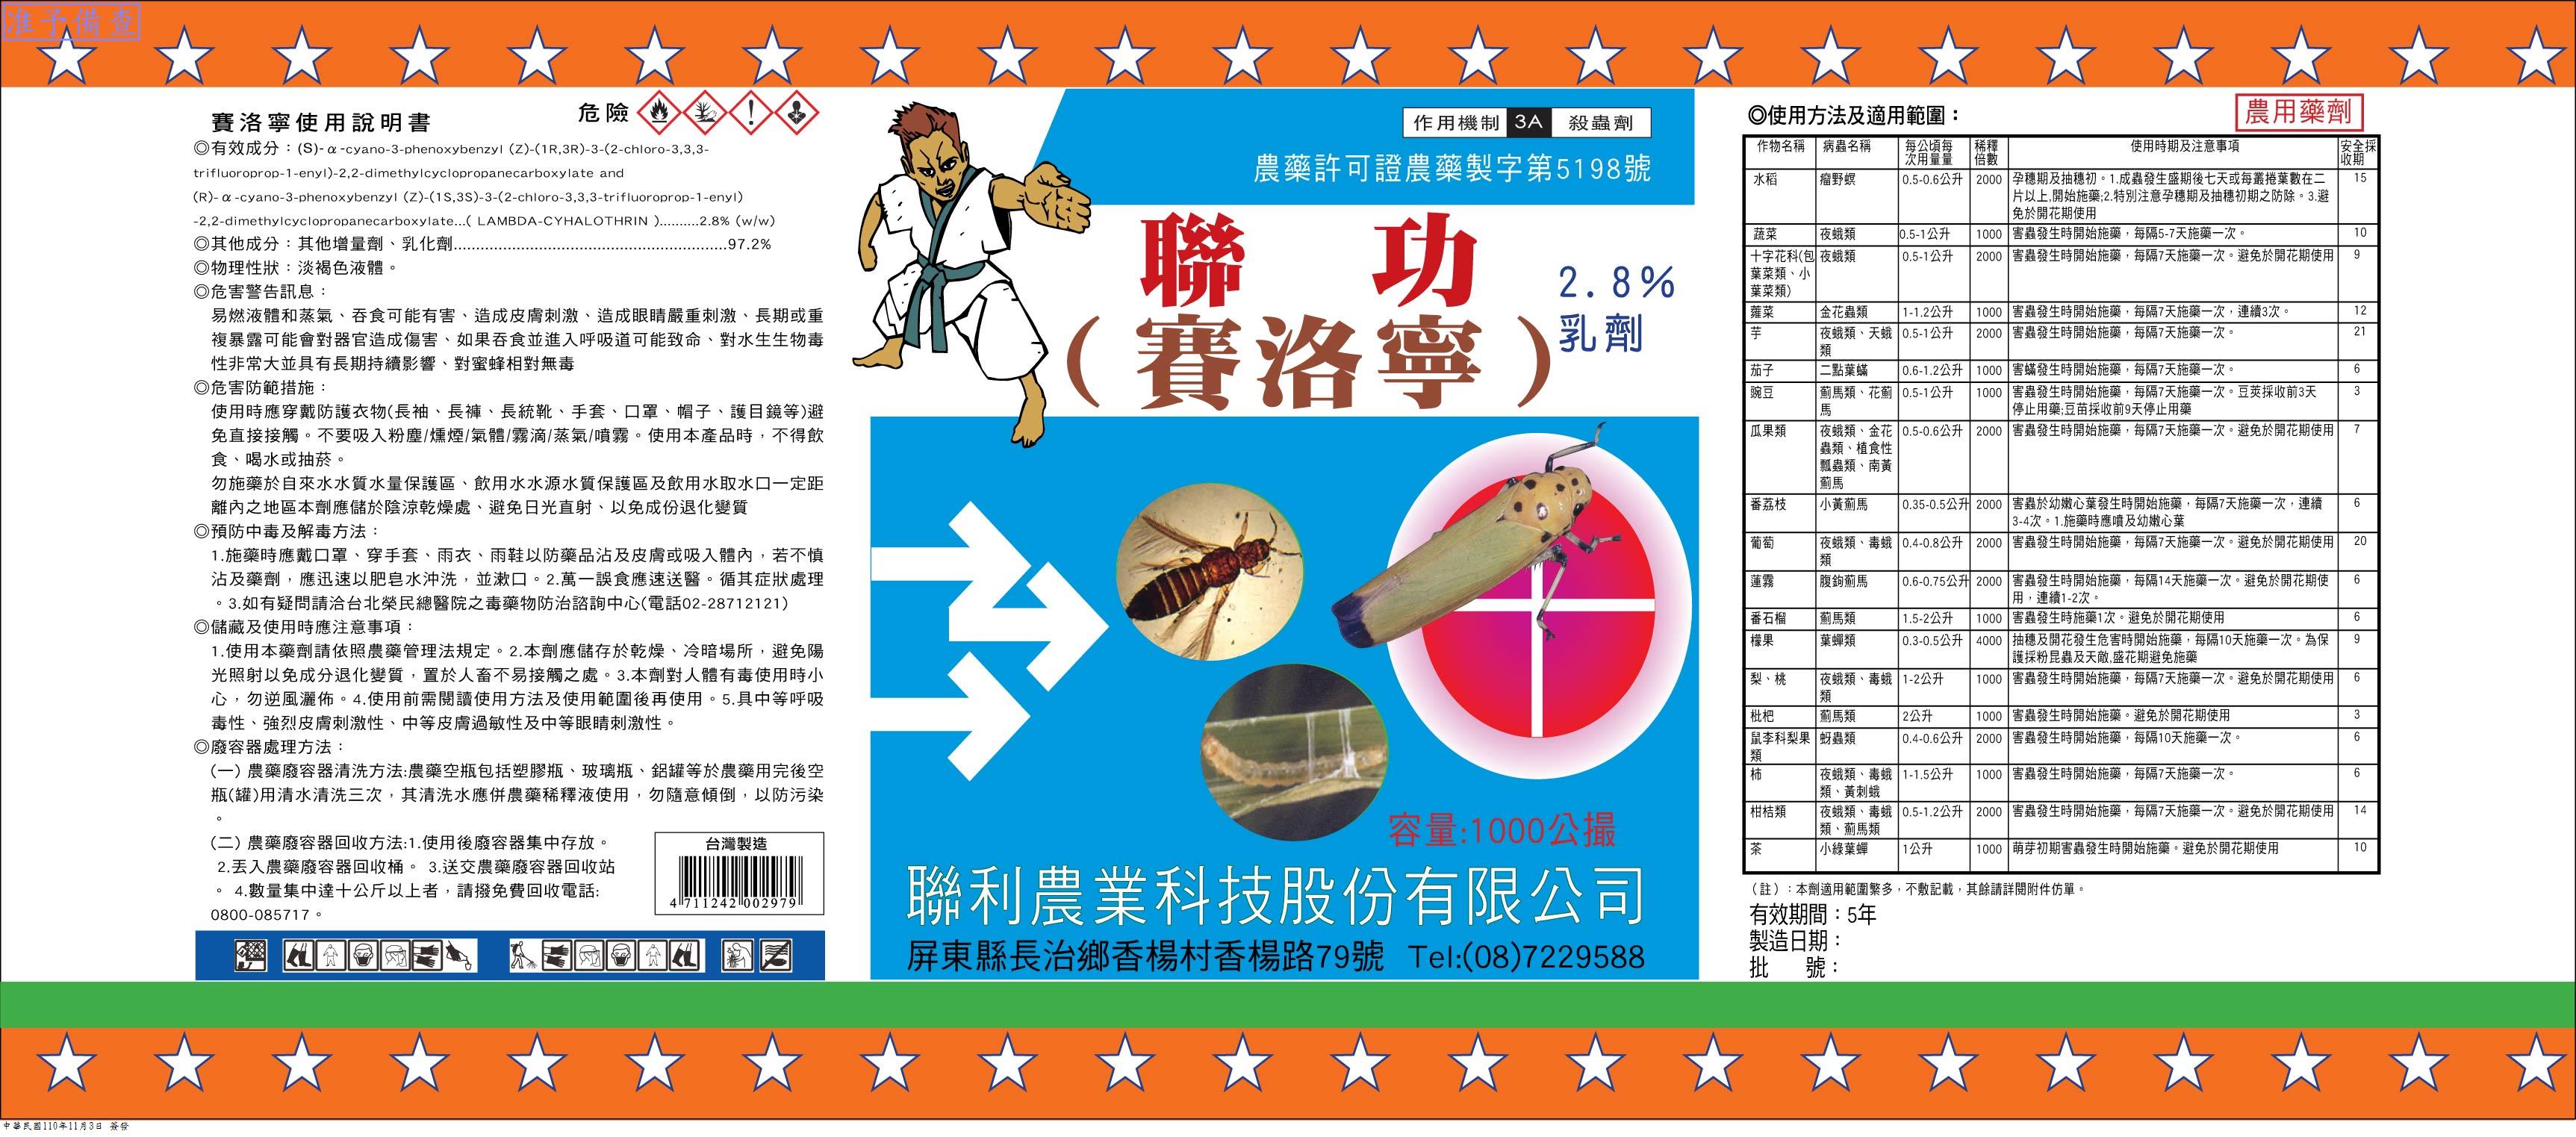 准予備查
賽洛寧使用說明書
危險
◎有效成分：(S)-α-cyano-3-phenoxybenzyl (Z)-(1R,3R)-3-(2-chloro-3,3,3-
trifluoroprop-1-enyl)-2,2-dimethylcyclopropanecarboxylate and
(R)-α-cyano-3-phenoxybenzyl (Z)-(1S,3S)-3-(2-chloro-3,3,3-trifluoroprop-1-enyl)
-2,2-dimethylcyclopropanecarboxylate...( LAMBDA-CYHALOTHRIN )..........2.8% (w/w)
◎其他成分：其他增量劑、乳化劑.............................................................97.2%
◎物理性狀：淡褐色液體。
◎危害警告訊息：
易燃液體和蒸氣、吞食可能有害、造成皮膚刺激、造成眼睛嚴重刺激、長期或重
複暴露可能會對器官造成傷害、如果吞食並進入呼吸道可能致命、對水生生物毒
性非常大並具有長期持續影響、對蜜蜂相對無毒
◎危害防範措施：
使用時應穿戴防護衣物(長袖、長褲、長統靴、手套、口罩、帽子、護目鏡等)避
免直接接觸。不要吸入粉塵/燻煙/氣體/霧滴/蒸氣/噴霧。使用本產品時，不得飲
食、喝水或抽菸。
勿施藥於自來水水質水量保護區、飲用水水源水質保護區及飲用水取水口一定距
離內之地區本劑應儲於陰涼乾燥處、避免日光直射、以免成份退化變質
◎預防中毒及解毒方法：
1.施藥時應戴口罩、穿手套、雨衣、雨鞋以防藥品沾及皮膚或吸入體內，若不慎
沾及藥劑，應迅速以肥皂水沖洗，並漱口。2.萬一誤食應速送醫。循其症狀處理
。3.如有疑問請洽台北榮民總醫院之毒藥物防治諮詢中心(電話02-28712121)
◎儲藏及使用時應注意事項：
1.使用本藥劑請依照農藥管理法規定。2.本劑應儲存於乾燥、冷暗場所，避免陽
光照射以免成分退化變質，置於人畜不易接觸之處。3.本劑對人體有毒使用時小
心，勿逆風灑佈。4.使用前需閱讀使用方法及使用範圍後再使用。5.具中等呼吸
毒性、強烈皮膚刺激性、中等皮膚過敏性及中等眼睛刺激性。
◎廢容器處理方法：
(一) 農藥廢容器清洗方法:農藥空瓶包括塑膠瓶、玻璃瓶、鋁罐等於農藥用完後空
瓶(罐)用清水清洗三次，其清洗水應併農藥稀釋液使用，勿隨意傾倒，以防污染
。
(二) 農藥廢容器回收方法:1.使用後廢容器集中存放。
2.丟入農藥廢容器回收桶。 3.送交農藥廢容器回收站
。 4.數量集中達十公斤以上者，請撥免費回收電話:
0800-085717。
台灣製造
4 711242 002979
作用機制 3A 殺蟲劑
農藥許可證農藥製字第5198號
聯 功
(賽洛寧)
2.8%
乳劑
容量:1000公撮
聯利農業科技股份有限公司
屏東縣長治鄉香楊村香楊路79號 Tel:(08)7229588
◎使用方法及適用範圍：
農用藥劑
作物名稱 病蟲名稱 每公頃每次用量量 稀釋倍數 使用時期及注意事項 安全採收期
水稻 瘤野螟 0.5-0.6公升 2000 孕穗期及抽穗初。1.成蟲發生盛期後七天或每叢捲葉數在二 15
片以上,開始施藥;2.特別注意孕穗期及抽穗初期之防除。3.避
免於開花期使用
蔬菜 夜蛾類 0.5-1公升 1000 害蟲發生時開始施藥，每隔5-7天施藥一次。 10
十字花科(包葉菜類、小葉菜類) 夜蛾類 0.5-1公升 2000 害蟲發生時開始施藥，每隔7天施藥一次。避免於開花期使用 9
蕹菜 金花蟲類 1-1.2公升 1000 害蟲發生時開始施藥，每隔7天施藥一次，連續3次。 12
芋 夜蛾類、天蛾類 0.5-1公升 2000 害蟲發生時開始施藥，每隔7天施藥一次。 21
茄子 二點葉蟎 0.6-1.2公升 1000 害蟎發生時開始施藥，每隔7天施藥一次。 6
豌豆 薊馬類、花薊馬 0.5-1公升 1000 害蟲發生時開始施藥，每隔7天施藥一次。豆莢採收前3天 3
停止用藥;豆苗採收前9天停止用藥
瓜果類 夜蛾類、金花蟲類、植食性瓢蟲類、南黃薊馬 0.5-0.6公升 2000 害蟲發生時開始施藥，每隔7天施藥一次。避免於開花期使用 7
番荔枝 小黃薊馬 0.35-0.5公升 2000 害蟲於幼嫩心葉發生時開始施藥，每隔7天施藥一次，連續 6
3-4次。1.施藥時應噴及幼嫩心葉
葡萄 夜蛾類、毒蛾類 0.4-0.8公升 2000 害蟲發生時開始施藥，每隔7天施藥一次。避免於開花期使用 20
蓮霧 腹鉤薊馬 0.6-0.75公升 2000 害蟲發生時開始施藥，每隔14天施藥一次。避免於開花期使 6
用，連續1-2次。
番石榴 薊馬類 1.5-2公升 1000 害蟲發生時施藥1次。避免於開花期使用 6
檬果 葉蟬類 0.3-0.5公升 4000 抽穗及開花發生危害時開始施藥，每隔10天施藥一次。為保 9
護採粉昆蟲及天敵,盛花期避免施藥
梨、桃 夜蛾類、毒蛾類 1-2公升 1000 害蟲發生時開始施藥，每隔7天施藥一次。避免於開花期使用 6
枇杷 薊馬類 2公升 1000 害蟲發生時開始施藥。避免於開花期使用 3
鼠李科梨果類 蚜蟲類 0.4-0.6公升 2000 害蟲發生時開始施藥，每隔10天施藥一次。 6
柿 夜蛾類、毒蛾類、黃刺蛾 1-1.5公升 1000 害蟲發生時開始施藥，每隔7天施藥一次。 6
柑桔類 夜蛾類、毒蛾類、薊馬類 0.5-1.2公升 2000 害蟲發生時開始施藥，每隔7天施藥一次。避免於開花期使用 14
茶 小綠葉蟬 1公升 1000 萌芽初期害蟲發生時開始施藥。避免於開花期使用 10
（註）：本劑適用範圍繁多，不敷記載，其餘請詳閱附件仿單。
有效期間：5年
製造日期：
批 號：
中華民國110年11月3日 簽發